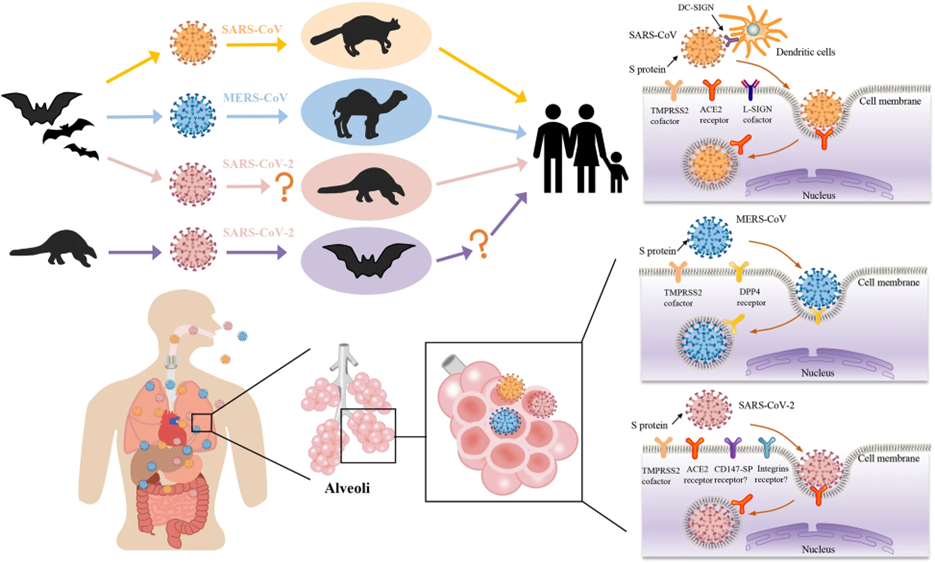 SARS-CoV
MERS-CoV
SARS-CoV-2
?
SARS-CoV-2
?
Alveoli
DC-SIGN
SARS-CoV
Dendritic cells
S protein
Cell membrane
TMPRSS2
cofactor
ACE2
receptor
L-SIGN
cofactor
Nucleus
MERS-CoV
S protein
Cell membrane
TMPRSS2
cofactor
DPP4
receptor
Nucleus
SARS-CoV-2
S protein
Cell membrane
TMPRSS2
cofactor
ACE2
receptor
CD147-SP
receptor?
Integrins
receptor?
Nucleus